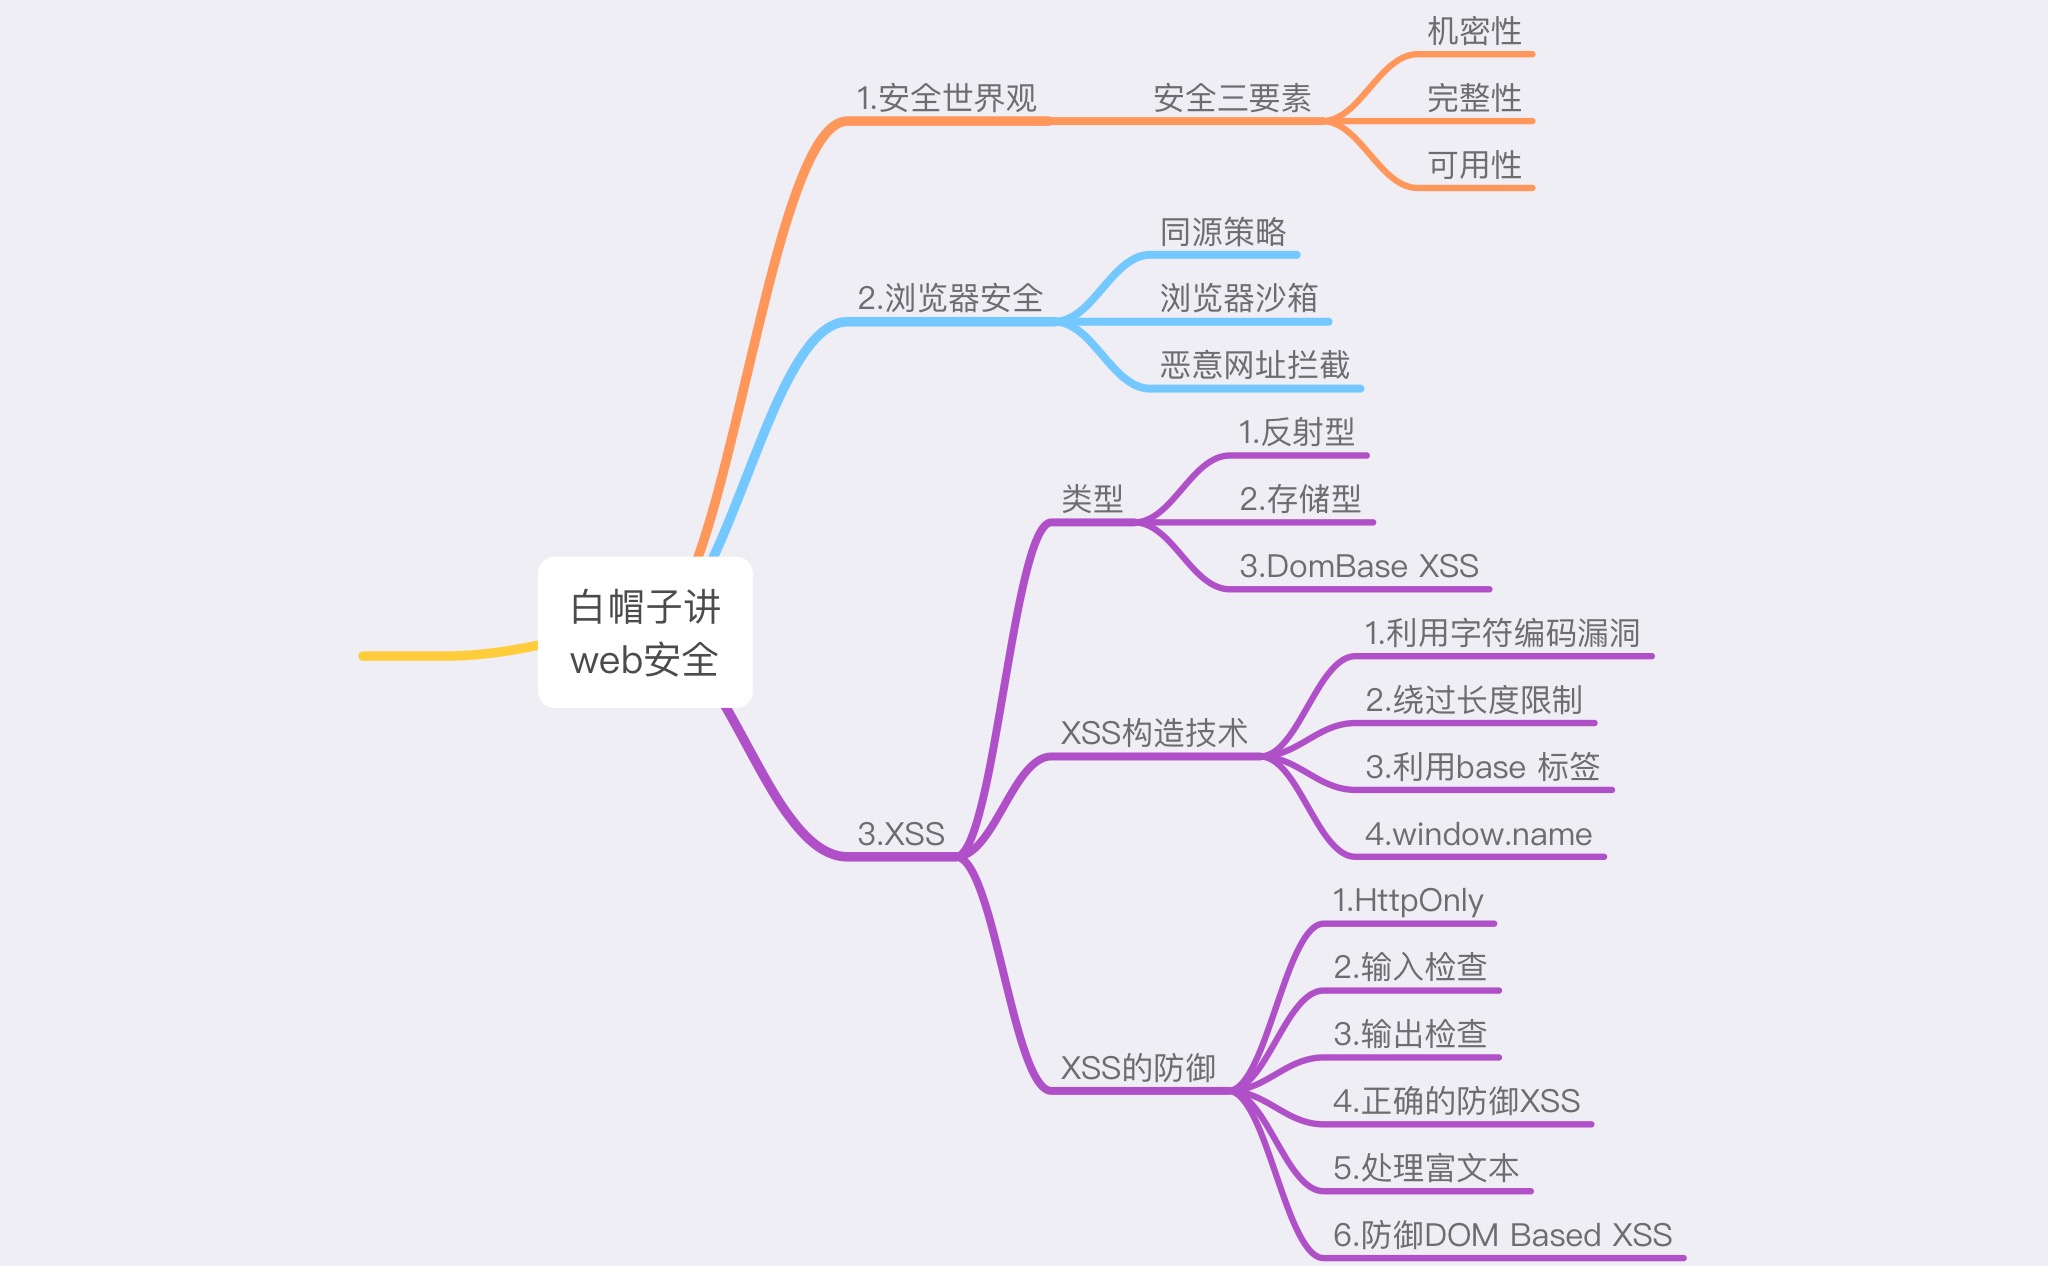 白帽子讲
web安全
1.安全世界观
安全三要素
机密性
完整性
可用性
2.浏览器安全
同源策略
浏览器沙箱
恶意网址拦截
3.XSS
类型
1.反射型
2.存储型
3.DomBase XSS
XSS构造技术
1.利用字符编码漏洞
2.绕过长度限制
3.利用base 标签
4.window.name
XSS的防御
1.HttpOnly
2.输入检查
3.输出检查
4.正确的防御XSS
5.处理富文本
6.防御DOM Based XSS